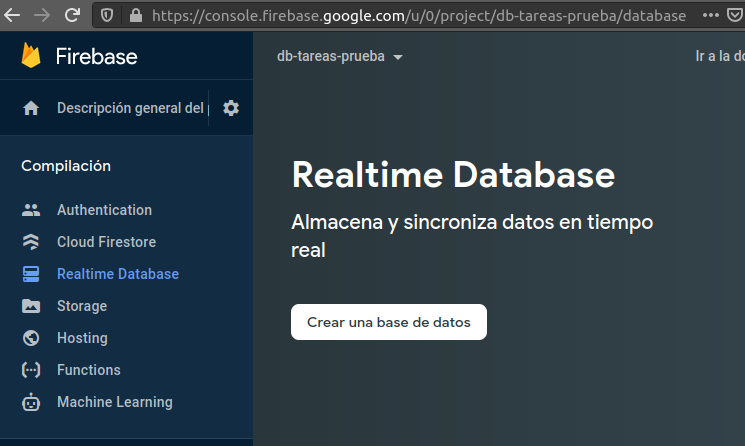 https://console.firebase.google.com/u/0/project/db-tareas-prueba/database
Firebase
db-tareas-prueba
Ir a la do
Descripción general del
Compilación
Authentication
Cloud Firestore
Realtime Database
Storage
Hosting
Functions
Machine Learning
Realtime Database
Almacena y sincroniza datos en tiempo
real
Crear una base de datos